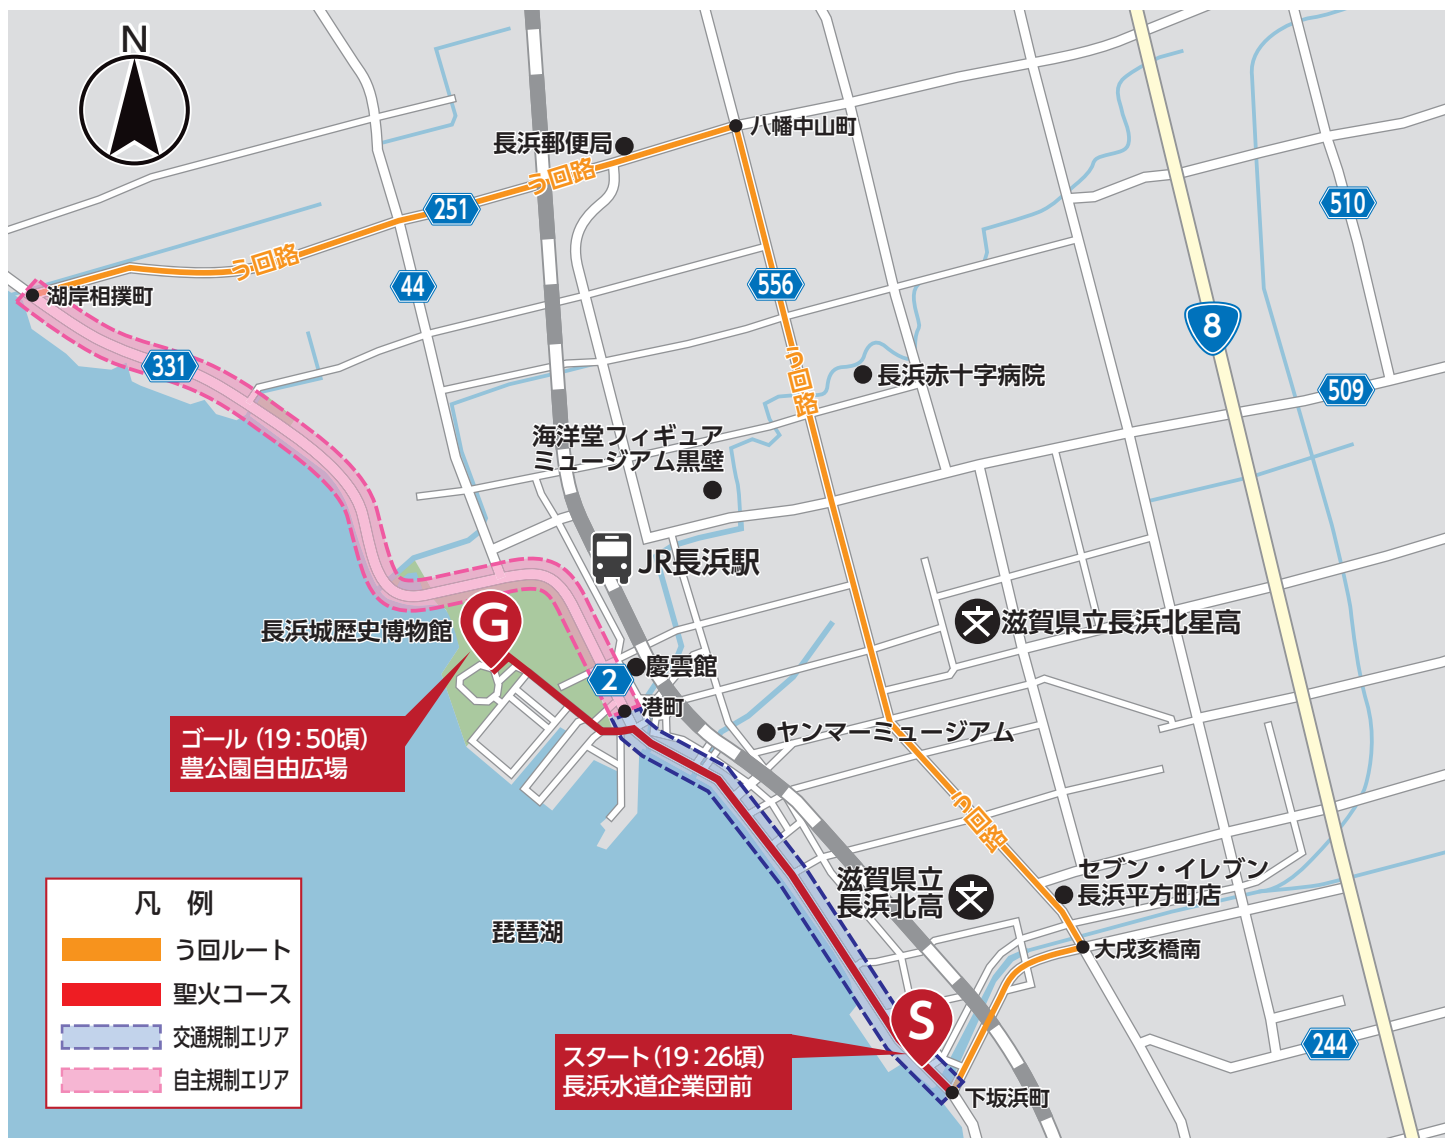 N
八幡中山町
長浜郵便局
う回路
251
510
う回路
44
556
湖岸相撲町
8
331
う回路
長浜赤十字病院
509
海洋堂フィギュア
ミュージアム黒壁
JR長浜駅
G
長浜城歴史博物館
滋賀県立長浜北星高
慶雲館
2
港町
ヤンマーミュージアム
ゴール(19:50頃)
豊公園自由広場
う回路
セブン・イレブン
長浜平方町店
滋賀県立
長浜北高
凡 例
う回ルート
聖火コース
交通規制エリア
自主規制エリア
琵琶湖
大戌亥橋南
S
244
スタート(19:26頃)
長浜水道企業団前
下坂浜町